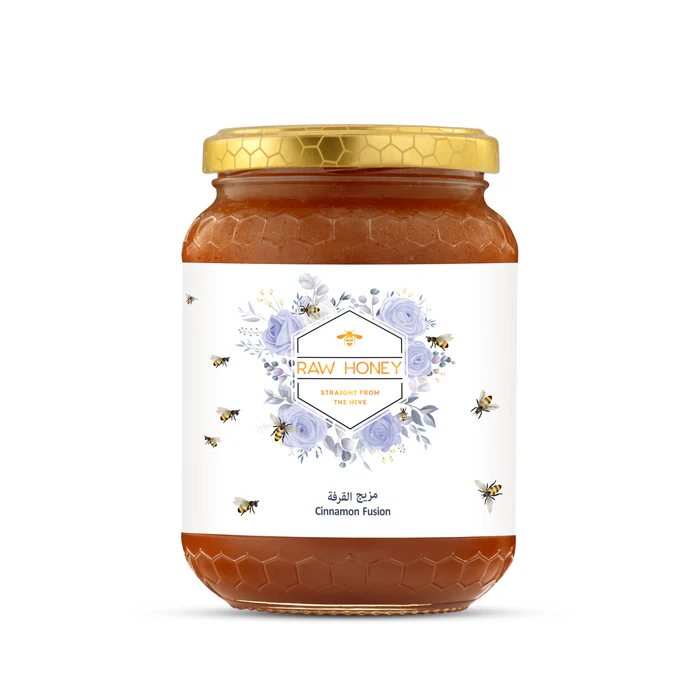 RAW HONEY
STRAIGHT FROM
THE HIVE
مزيج القرفة
Cinnamon Fusion